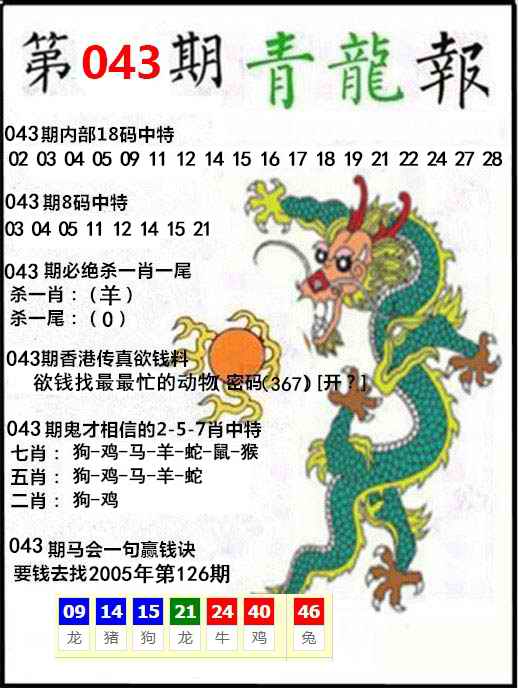 第043期青龍報
043期内部18码中特
02 03 04 05 09 11 12 14 15 16 17 18 19 21 22 24 27 28
043期8码中特
03 04 05 11 12 14 15 21
043 期必绝杀一肖一尾
杀一肖:(羊)
杀一尾:(0)
043期香港传真欲钱料
欲钱找最最忙的动物 密码(367) [开?]
043期鬼才相信的2-5-7肖中特
七肖: 狗-鸡-马-羊-蛇-鼠-猴
五肖: 狗-鸡-马-羊-蛇
二肖: 狗-鸡
043 期马会一句赢钱诀
要钱去找2005年第126期
09 14 15 21 24 40 46
龙 猪 狗 龙 牛 鸡 兔